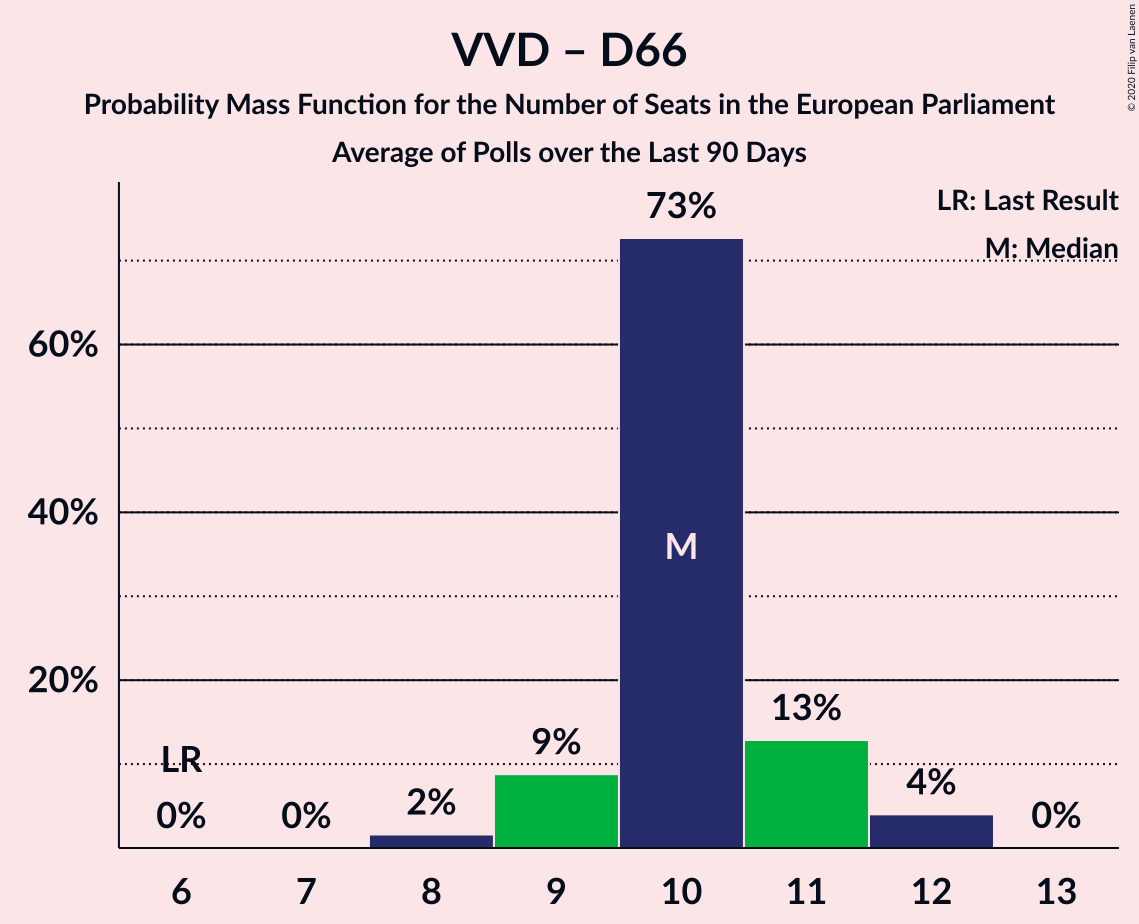 VVD – D66
Probability Mass Function for the Number of Seats in the European Parliament
Average of Polls over the Last 90 Days
© 2020 Filip van Laenen
LR: Last Result
M: Median
73%
60%
40%
20%
M
LR
0%
0%
2%
9%
13%
4%
0%
6
7
8
9
10
11
12
13